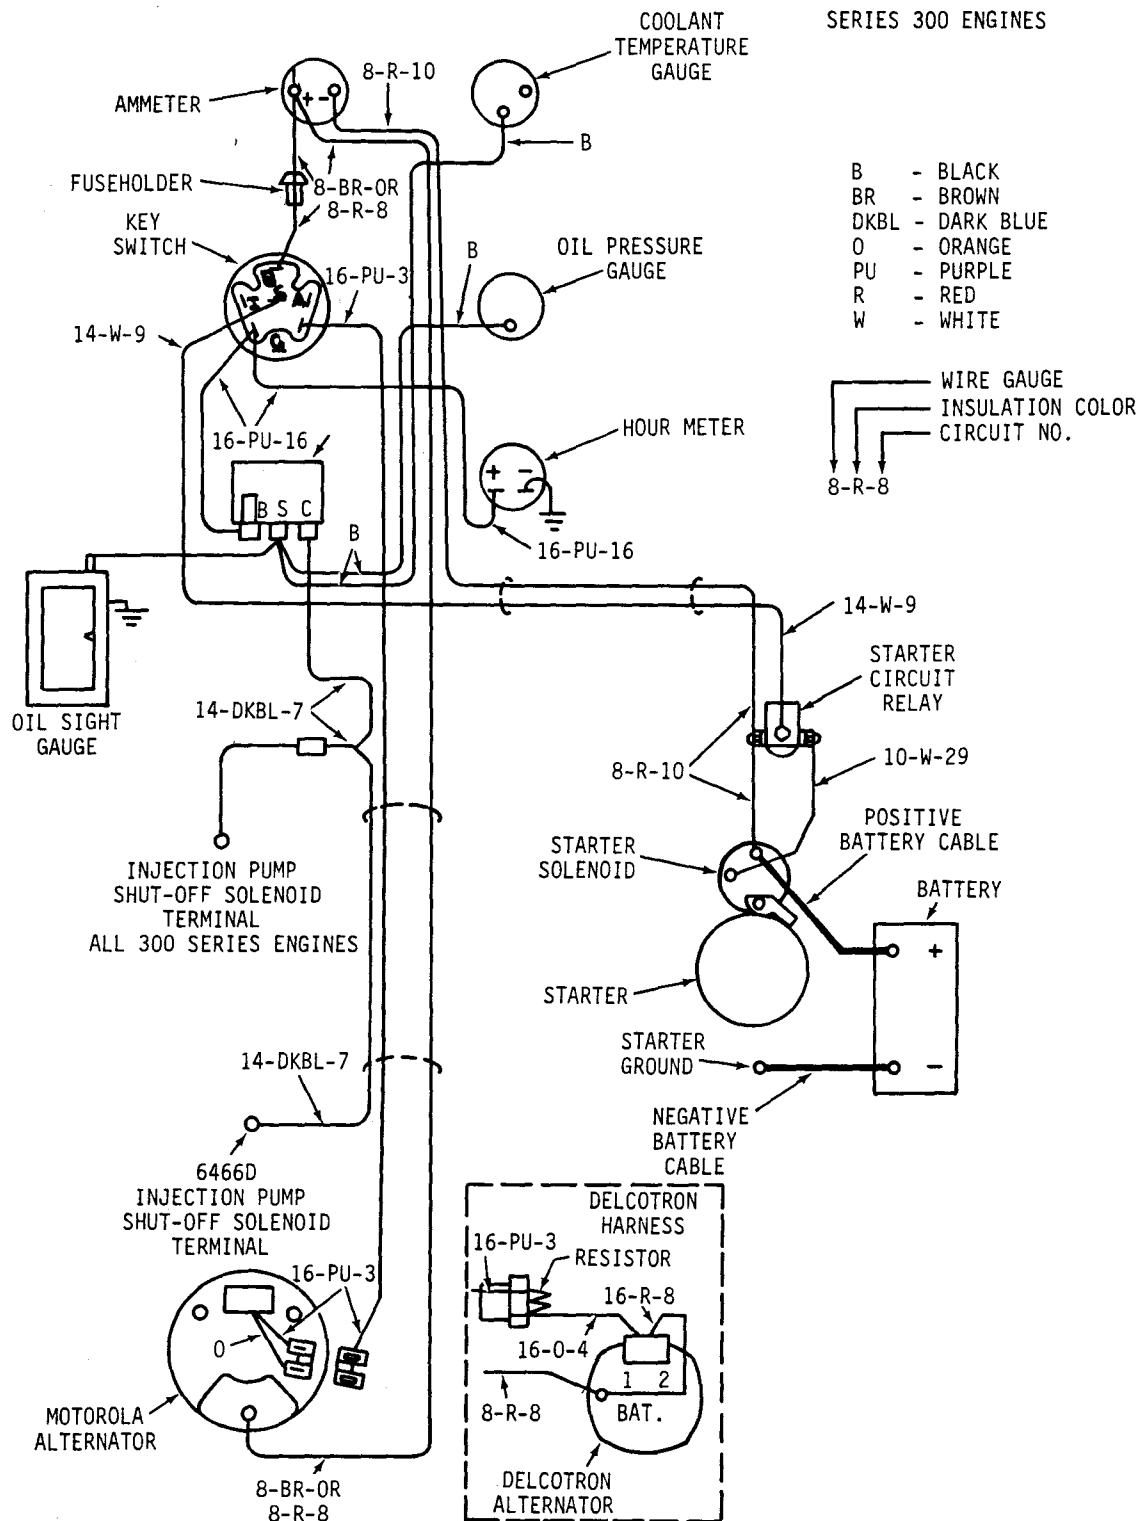 SERIES 300 ENGINES
COOLANT
TEMPERATURE
GAUGE
8-R-10
AMMETER
+ -
B
FUSEHOLDER
8-BR-OR
8-R-8
KEY
SWITCH
B
- BLACK
BR - BROWN
DKBL - DARK BLUE
O - ORANGE
PU - PURPLE
R - RED
W - WHITE
B
OIL PRESSURE
GAUGE
16-PU-3
14-W-9
WIRE GAUGE
INSULATION COLOR
CIRCUIT NO.
8-R-8
HOUR METER
+ -
16-PU-16
B S C
B
16-PU-16
14-W-9
STARTER
CIRCUIT
RELAY
OIL SIGHT
GAUGE
14-DKBL-7
8-R-10
10-W-29
POSITIVE
BATTERY CABLE
STARTER
SOLENOID
BATTERY
INJECTION PUMP
SHUT-OFF SOLENOID
TERMINAL
ALL 300 SERIES ENGINES
+
STARTER
STARTER
GROUND
-
14-DKBL-7
NEGATIVE
BATTERY
CABLE
6466D
INJECTION PUMP
SHUT-OFF SOLENOID
TERMINAL
DELCOTRON
HARNESS
16-PU-3
RESISTOR
16-PU-3
16-R-8
O
16-O-4
1 2
8-R-8
BAT.
MOTOROLA
ALTERNATOR
8-BR-OR
8-R-8
DELCOTRON
ALTERNATOR